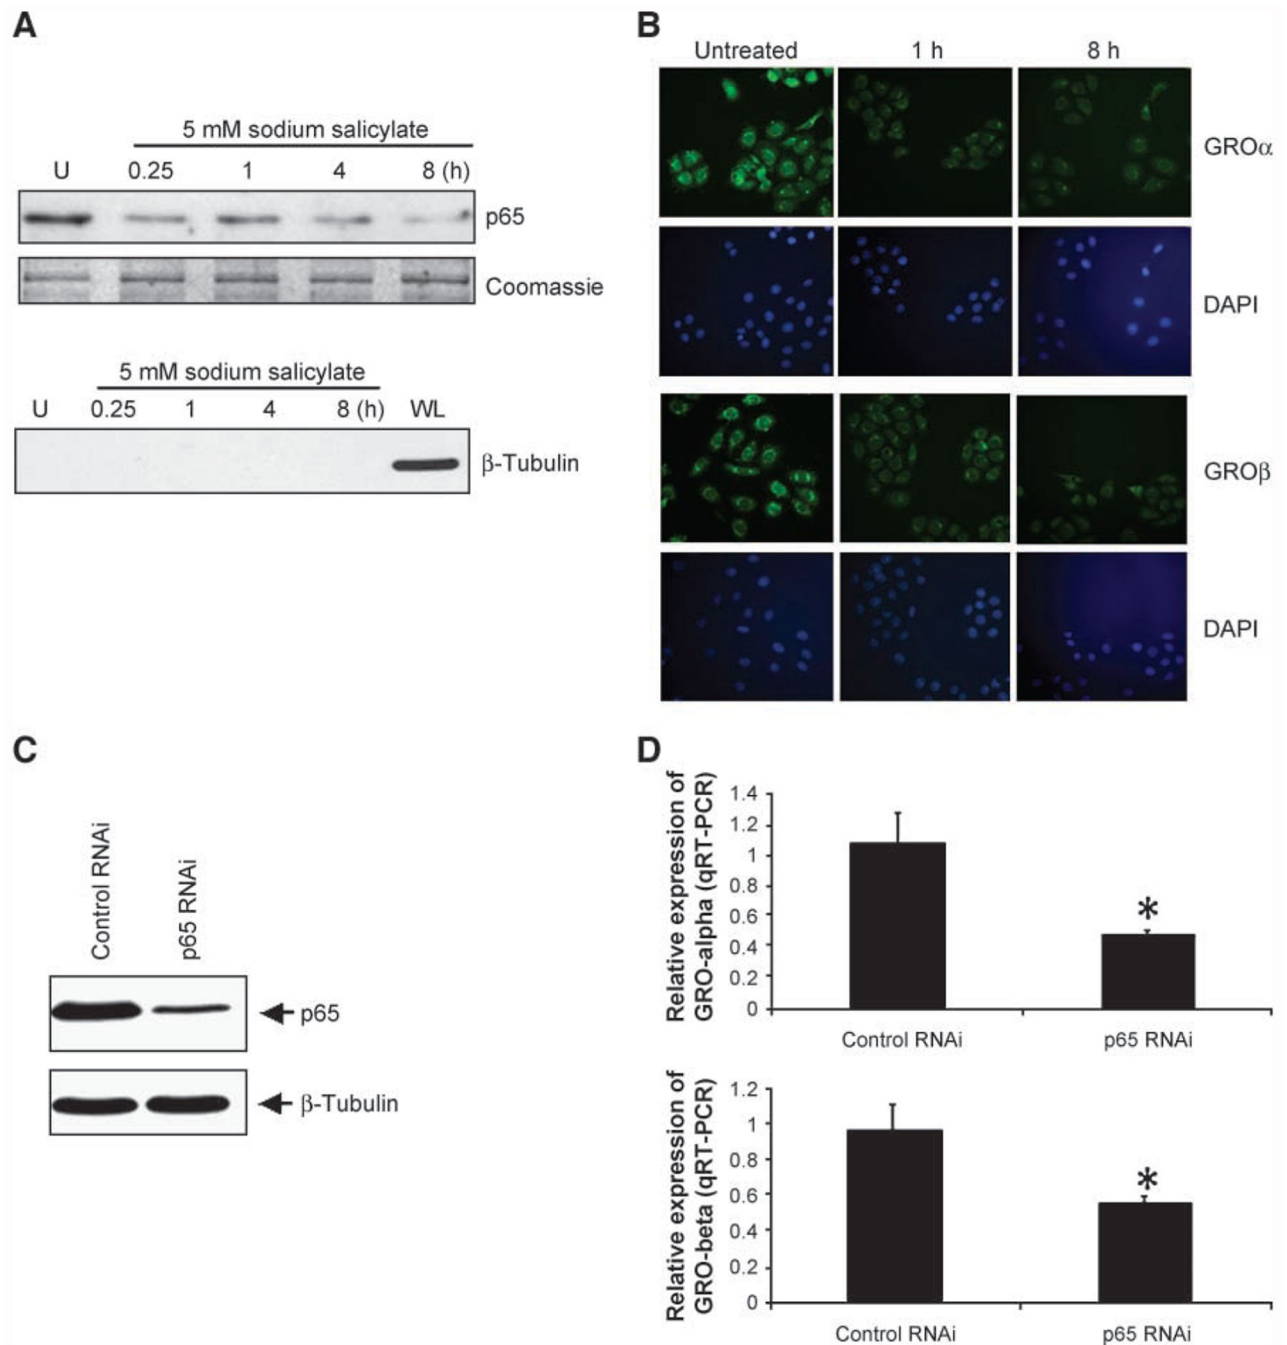 A
5 mM sodium salicylate
U 0.25 1 4 8 (h)
p65
Coomassie
5 mM sodium salicylate
U 0.25 1 4 8 (h) WL
β-Tubulin
B
Untreated 1 h 8 h
GROα
DAPI
GROβ
DAPI
C
Control RNAi
p65 RNAi
p65
β-Tubulin
D
Relative expression of
GRO-alpha (qRT-PCR)
1.4
1.2
1
0.8
0.6
0.4
0.2
0
*
Control RNAi p65 RNAi
Relative expression of
GRO-beta (qRT-PCR)
1.2
1
0.8
0.6
0.4
0.2
0
*
Control RNAi p65 RNAi